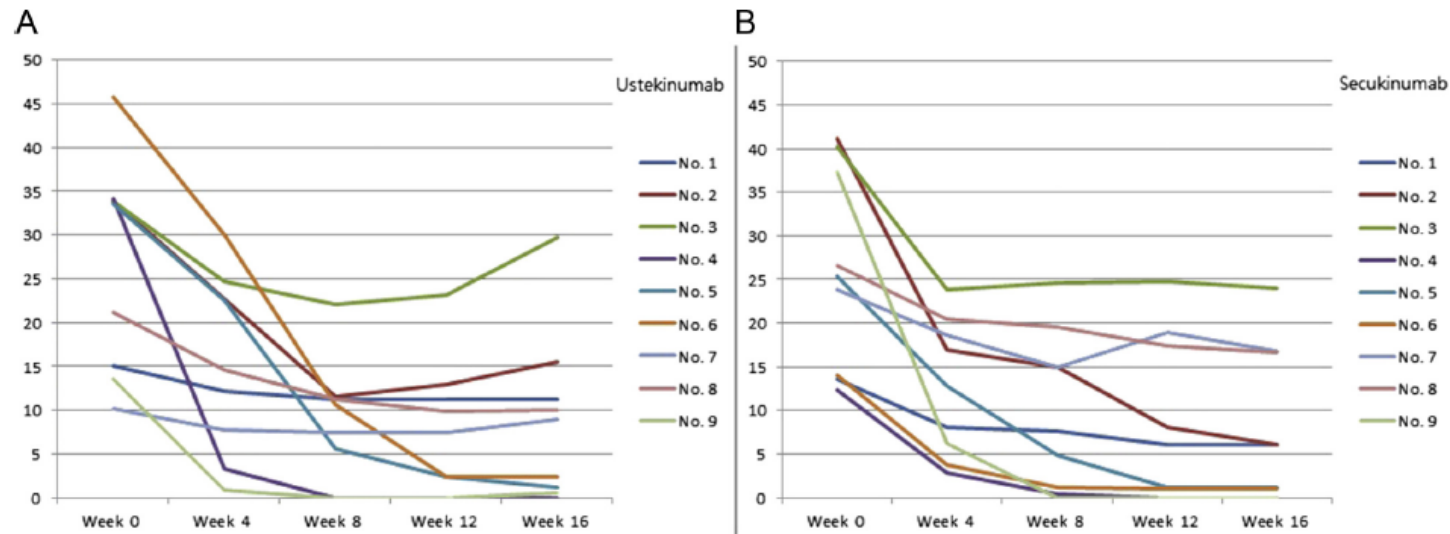 A
50
45
40
35
30
25
20
15
10
5
0
Week 0 Week 4 Week 8 Week 12 Week 16
Ustekinumab
No. 1
No. 2
No. 3
No. 4
No. 5
No. 6
No. 7
No. 8
No. 9
B
50
45
40
35
30
25
20
15
10
5
0
Week 0 Week 4 Week 8 Week 12 Week 16
Secukinumab
No. 1
No. 2
No. 3
No. 4
No. 5
No. 6
No. 7
No. 8
No. 9